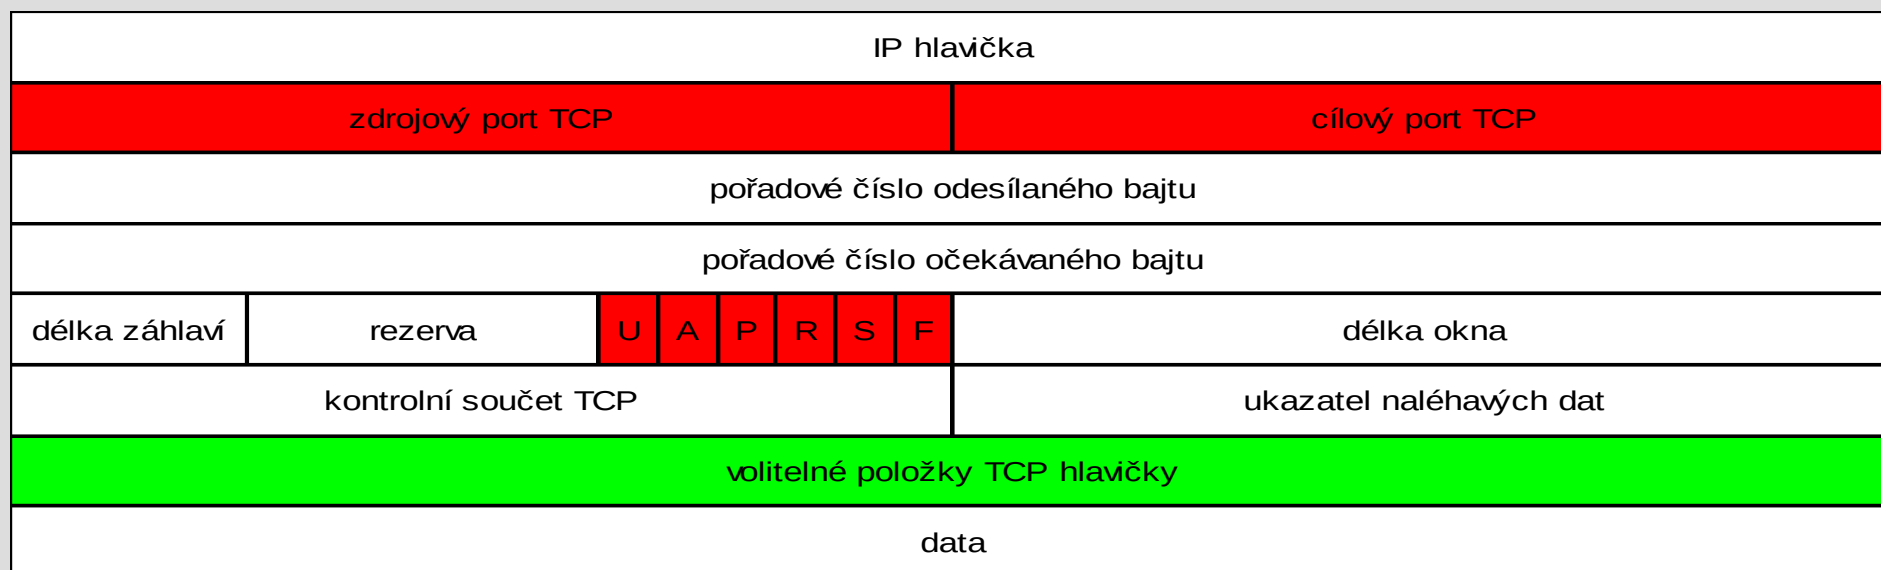 IP hlavička
zdrojový port TCP cílový port TCP
pořadové číslo odesílaného bajtu
pořadové číslo očekávaného bajtu
délka záhlaví rezerva U A P R S F délka okna
kontrolní součet TCP ukazatel naléhavých dat
volitelné položky TCP hlavičky
data